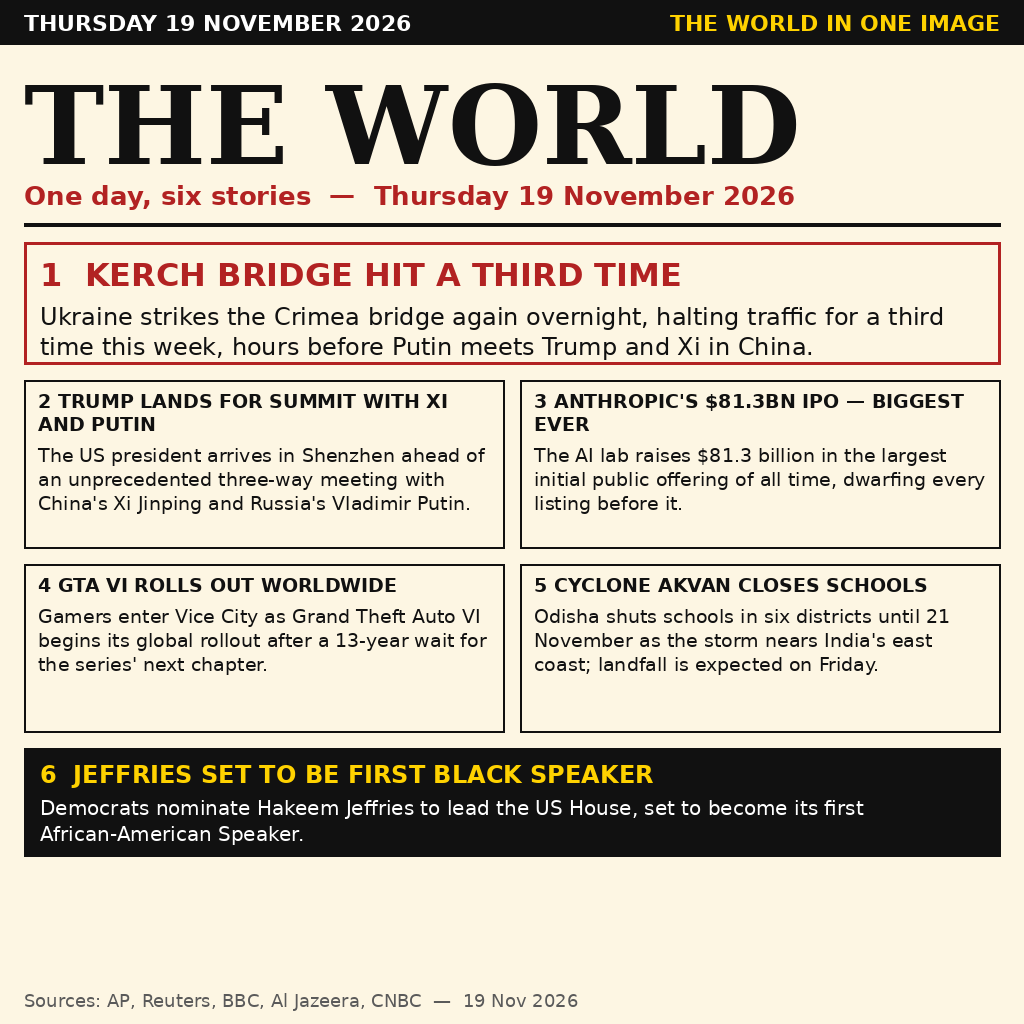 THURSDAY 19 NOVEMBER 2026
THE WORLD IN ONE IMAGE
THE WORLD
One day, six stories — Thursday 19 November 2026
1 KERCH BRIDGE HIT A THIRD TIME
Ukraine strikes the Crimea bridge again overnight, halting traffic for a third
time this week, hours before Putin meets Trump and Xi in China.
2 TRUMP LANDS FOR SUMMIT WITH XI
AND PUTIN
The US president arrives in Shenzhen ahead of
an unprecedented three-way meeting with
China's Xi Jinping and Russia's Vladimir Putin.
3 ANTHROPIC'S $81.3BN IPO — BIGGEST
EVER
The AI lab raises $81.3 billion in the largest
initial public offering of all time, dwarfing every
listing before it.
4 GTA VI ROLLS OUT WORLDWIDE
Gamers enter Vice City as Grand Theft Auto VI
begins its global rollout after a 13-year wait for
the series' next chapter.
5 CYCLONE AKVAN CLOSES SCHOOLS
Odisha shuts schools in six districts until 21
November as the storm nears India's east
coast; landfall is expected on Friday.
6 JEFFRIES SET TO BE FIRST BLACK SPEAKER
Democrats nominate Hakeem Jeffries to lead the US House, set to become its first
African-American Speaker.
Sources: AP, Reuters, BBC, Al Jazeera, CNBC — 19 Nov 2026